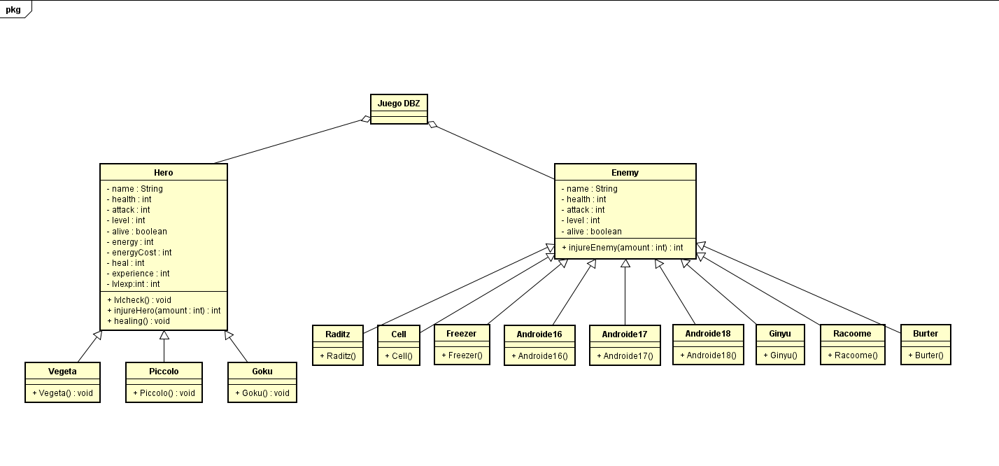 pkg
Juego DBZ
Hero
- name : String
- health : int
- attack : int
- level : int
- alive : boolean
- energy : int
- energyCost : int
- heal : int
- experience : int
- lvlexp:int : int
+ lvlcheck() : void
+ injureHero(amount : int) : int
+ healing() : void
Enemy
- name : String
- health : int
- attack : int
- level : int
- alive : boolean
+ injureEnemy(amount : int) : int
Raditz
+ Raditz()
Cell
+ Cell()
Freezer
+ Freezer()
Androide16
+ Androide16()
Androide17
+ Androide17()
Androide18
+ Androide18()
Ginyu
+ Ginyu()
Racoome
+ Racoome()
Burter
+ Burter()
Vegeta
+ Vegeta() : void
Piccolo
+ Piccolo() : void
Goku
+ Goku() : void